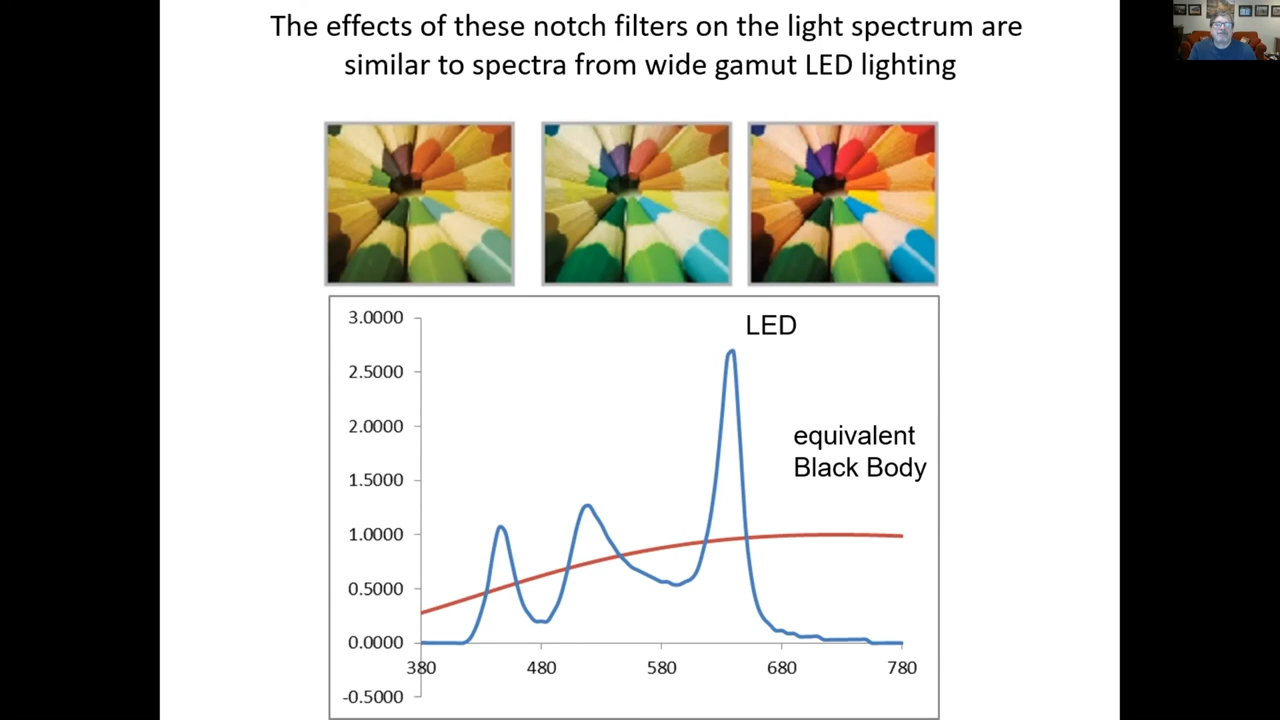 The effects of these notch filters on the light spectrum are
similar to spectra from wide gamut LED lighting
3.0000
LED
2.5000
2.0000
equivalent
Black Body
1.5000
1.0000
0.5000
0.0000
380
480
580
680
780
-0.5000